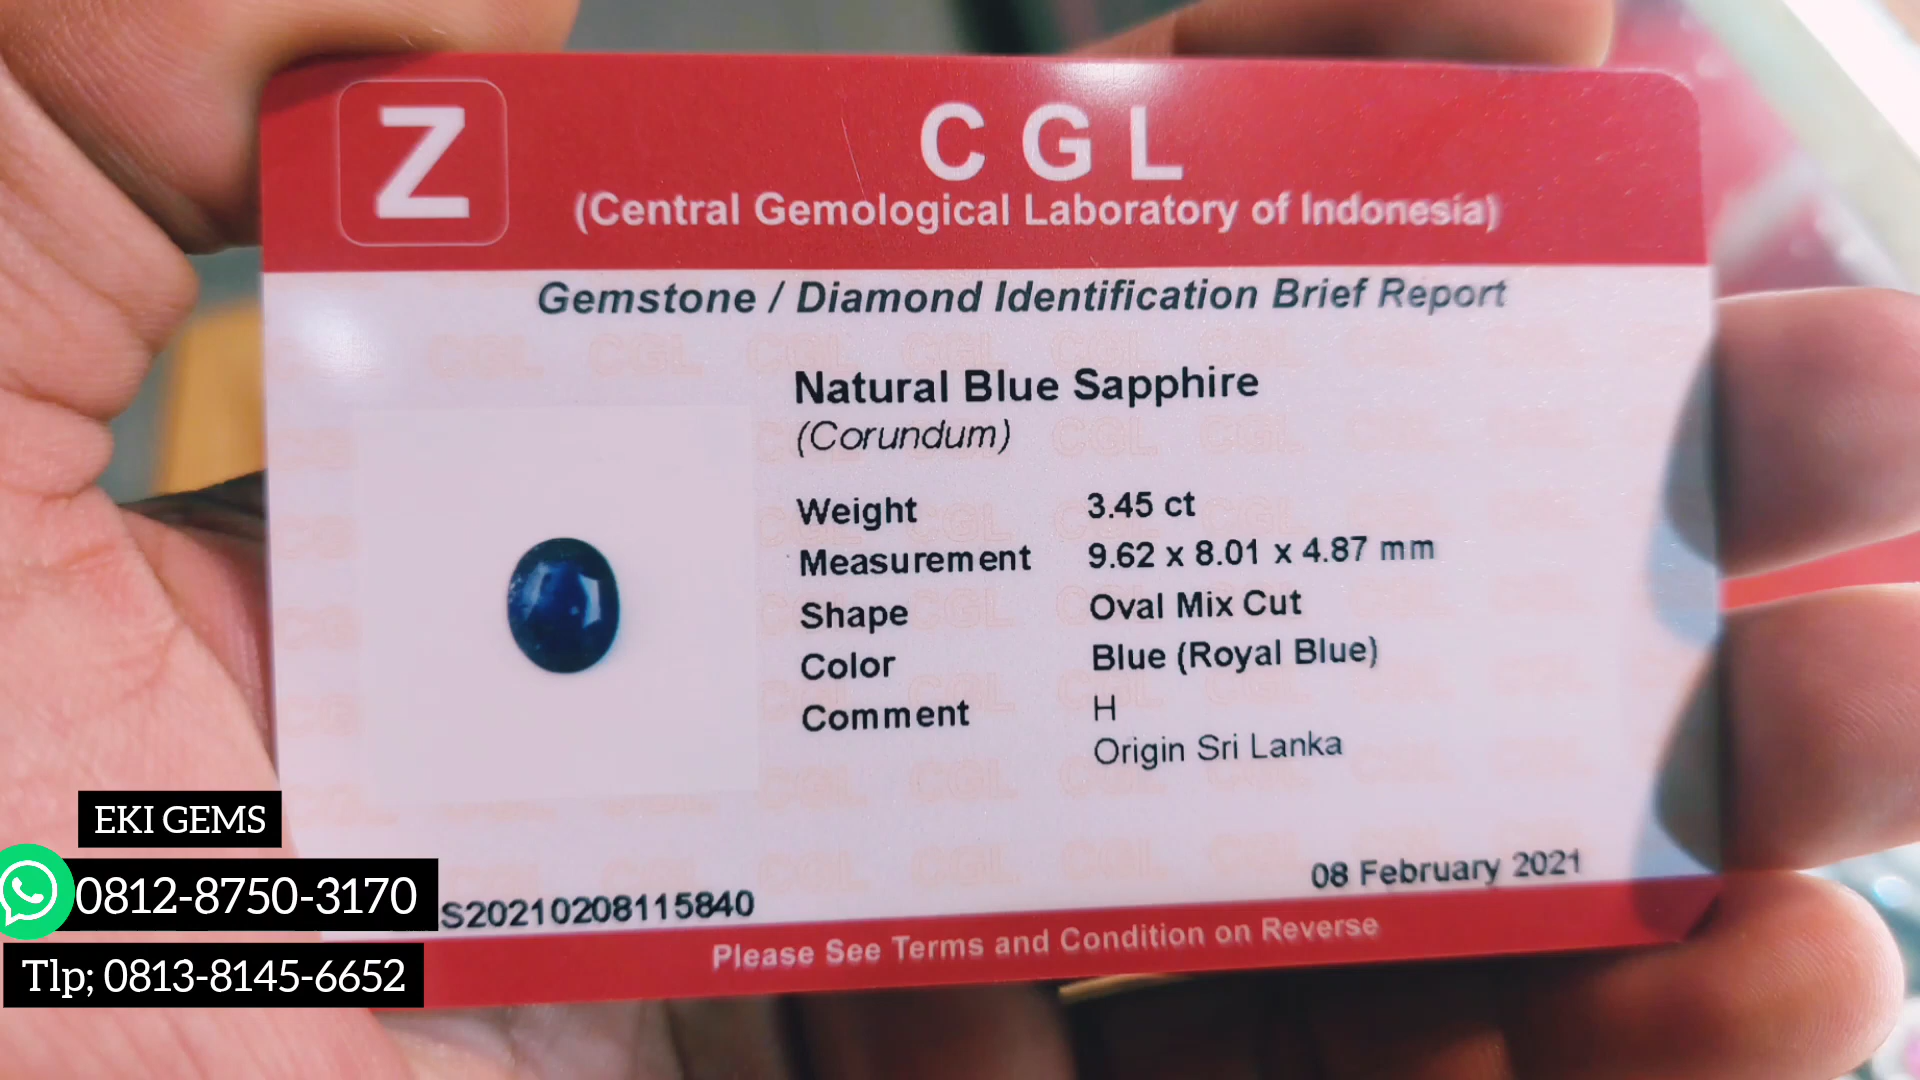 Z
C G L
(Central Gemological Laboratory of Indonesia)
Gemstone / Diamond Identification Brief Report
Natural Blue Sapphire
(Corundum)
Weight 3.45 ct
Measurement 9.62 x 8.01 x 4.87 mm
Shape Oval Mix Cut
Color Blue (Royal Blue)
Comment H
Origin Sri Lanka
08 February 2021
S20210208115840
Please See Terms and Condition on Reverse
EKI GEMS
0812-8750-3170
Tlp; 0813-8145-6652